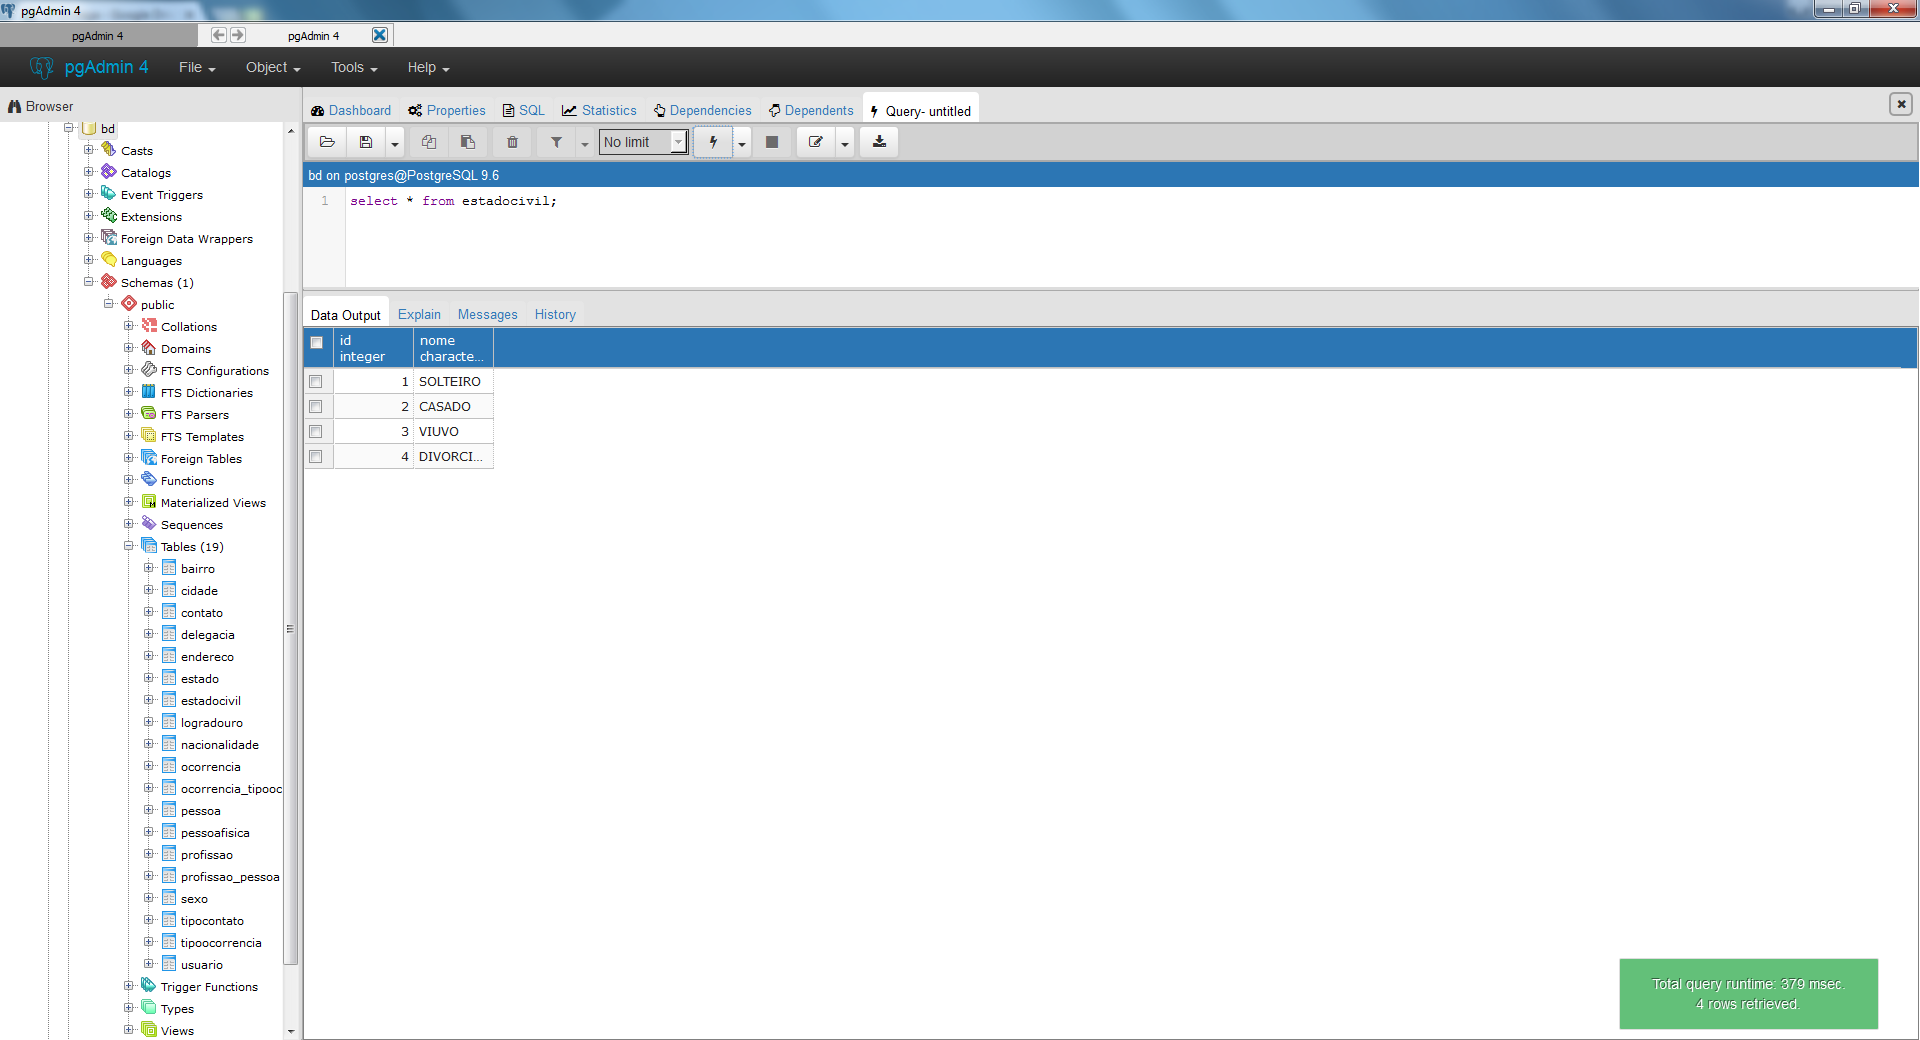 pgAdmin 4
pgAdmin 4
pgAdmin 4
pgAdmin 4 File Object Tools Help
Browser
Dashboard Properties SQL Statistics Dependencies Dependents Query- untitled
No limit
bd on postgres@PostgreSQL 9.6
1 select * from estadocivil;
Data Output Explain Messages History
id nome
integer characte...
1 SOLTEIRO
2 CASADO
3 VIUVO
4 DIVORCI...
bd
Casts
Catalogs
Event Triggers
Extensions
Foreign Data Wrappers
Languages
Schemas (1)
public
Collations
Domains
FTS Configurations
FTS Dictionaries
FTS Parsers
FTS Templates
Foreign Tables
Functions
Materialized Views
Sequences
Tables (19)
bairro
cidade
contato
delegacia
endereco
estado
estadocivil
logradouro
nacionalidade
ocorrencia
ocorrencia_tipooc
pessoa
pessoafisica
profissao
profissao_pessoa
sexo
tipocontato
tipoocorrencia
usuario
Trigger Functions
Types
Views
Total query runtime: 379 msec.
4 rows retrieved.